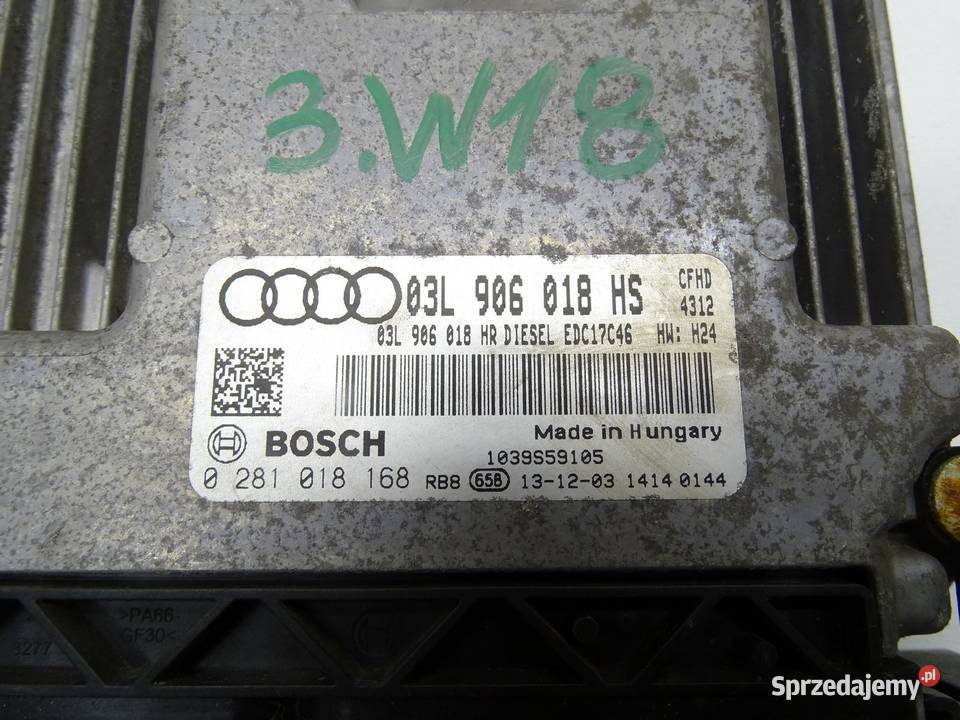 3.W18
03L 906 018 HS CFHD
4312
03L 906 018 HR DIESEL EDC17C46 HW: H24
BOSCH Made in Hungary
1039S59105
0 281 018 168 RB8 658 13-12-03 1414 0144
>PA66-
GF30<
Sprzedajemy.pl